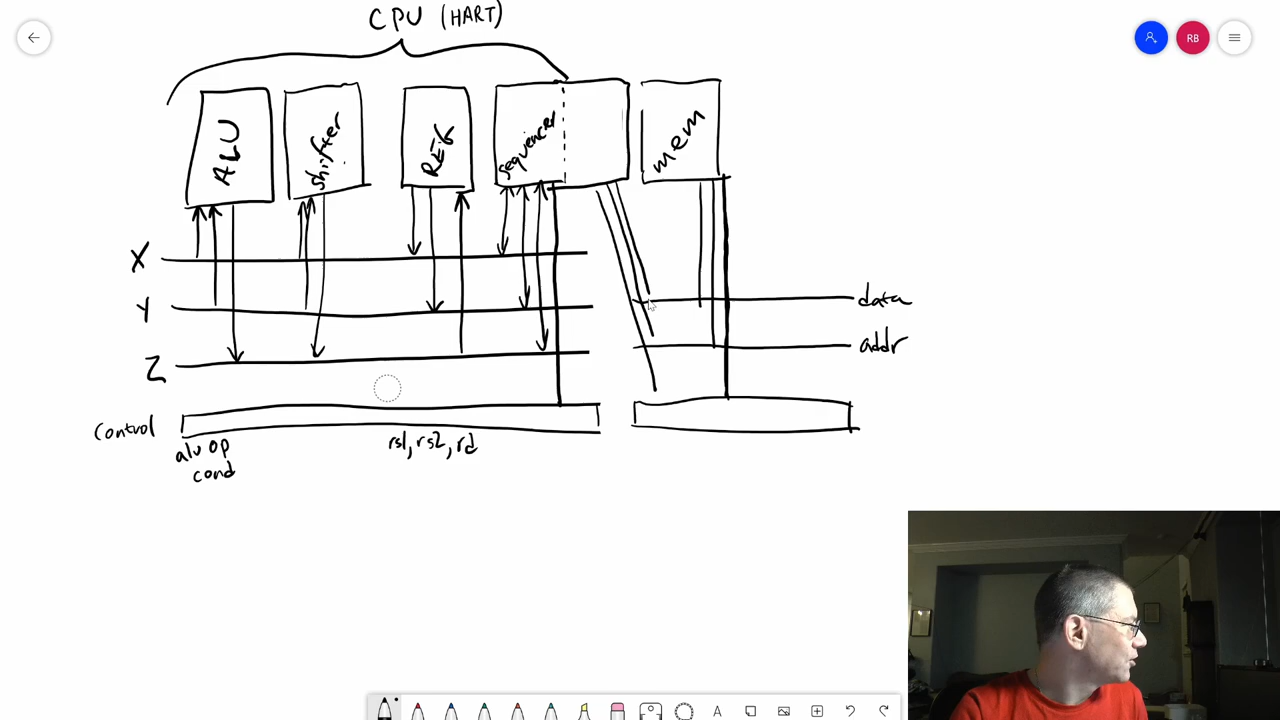 CPU (HART)
RB
ALU
shifter
REG
sequencer
mem
X
Y
Z
data
addr
Control
alu op
cond
rs1, rs2, rd
A